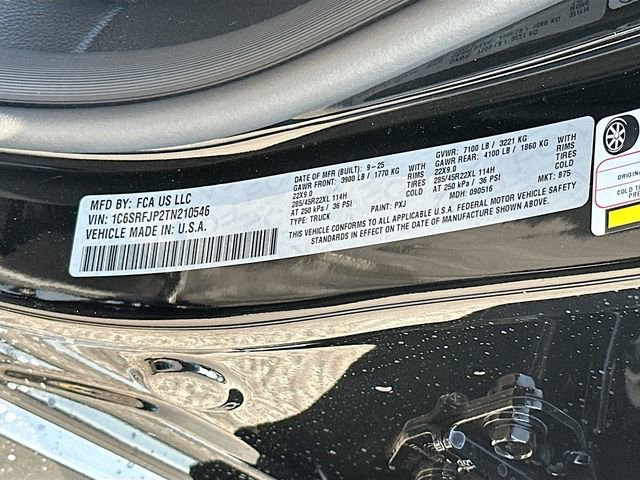 MFD BY: FCA US LLC
VIN: 1C6SRFJP2TN210546
VEHICLE MADE IN: U.S.A.
DATE OF MFR (BUILT): 9-25
GVWR: 7100 LB / 3221 KG
GAWR FRONT: 3900 LB / 1770 KG WITH
GAWR REAR: 4100 LB / 1860 KG WITH
22X9.0 RIMS
22X9.0 RIMS
285/45R22XL 114H TIRES
285/45R22XL 114H TIRES
AT 250 kPa / 36 PSI COLD
AT 250 kPa / 36 PSI COLD
MDH: 090516 MKT: 875
TYPE: TRUCK PAINT: PXJ
THIS VEHICLE CONFORMS TO ALL APPLICABLE U.S.A. FEDERAL MOTOR VEHICLE SAFETY
STANDARDS IN EFFECT ON THE DATE OF MANUFACTURE SHOWN ABOVE.
COLD T